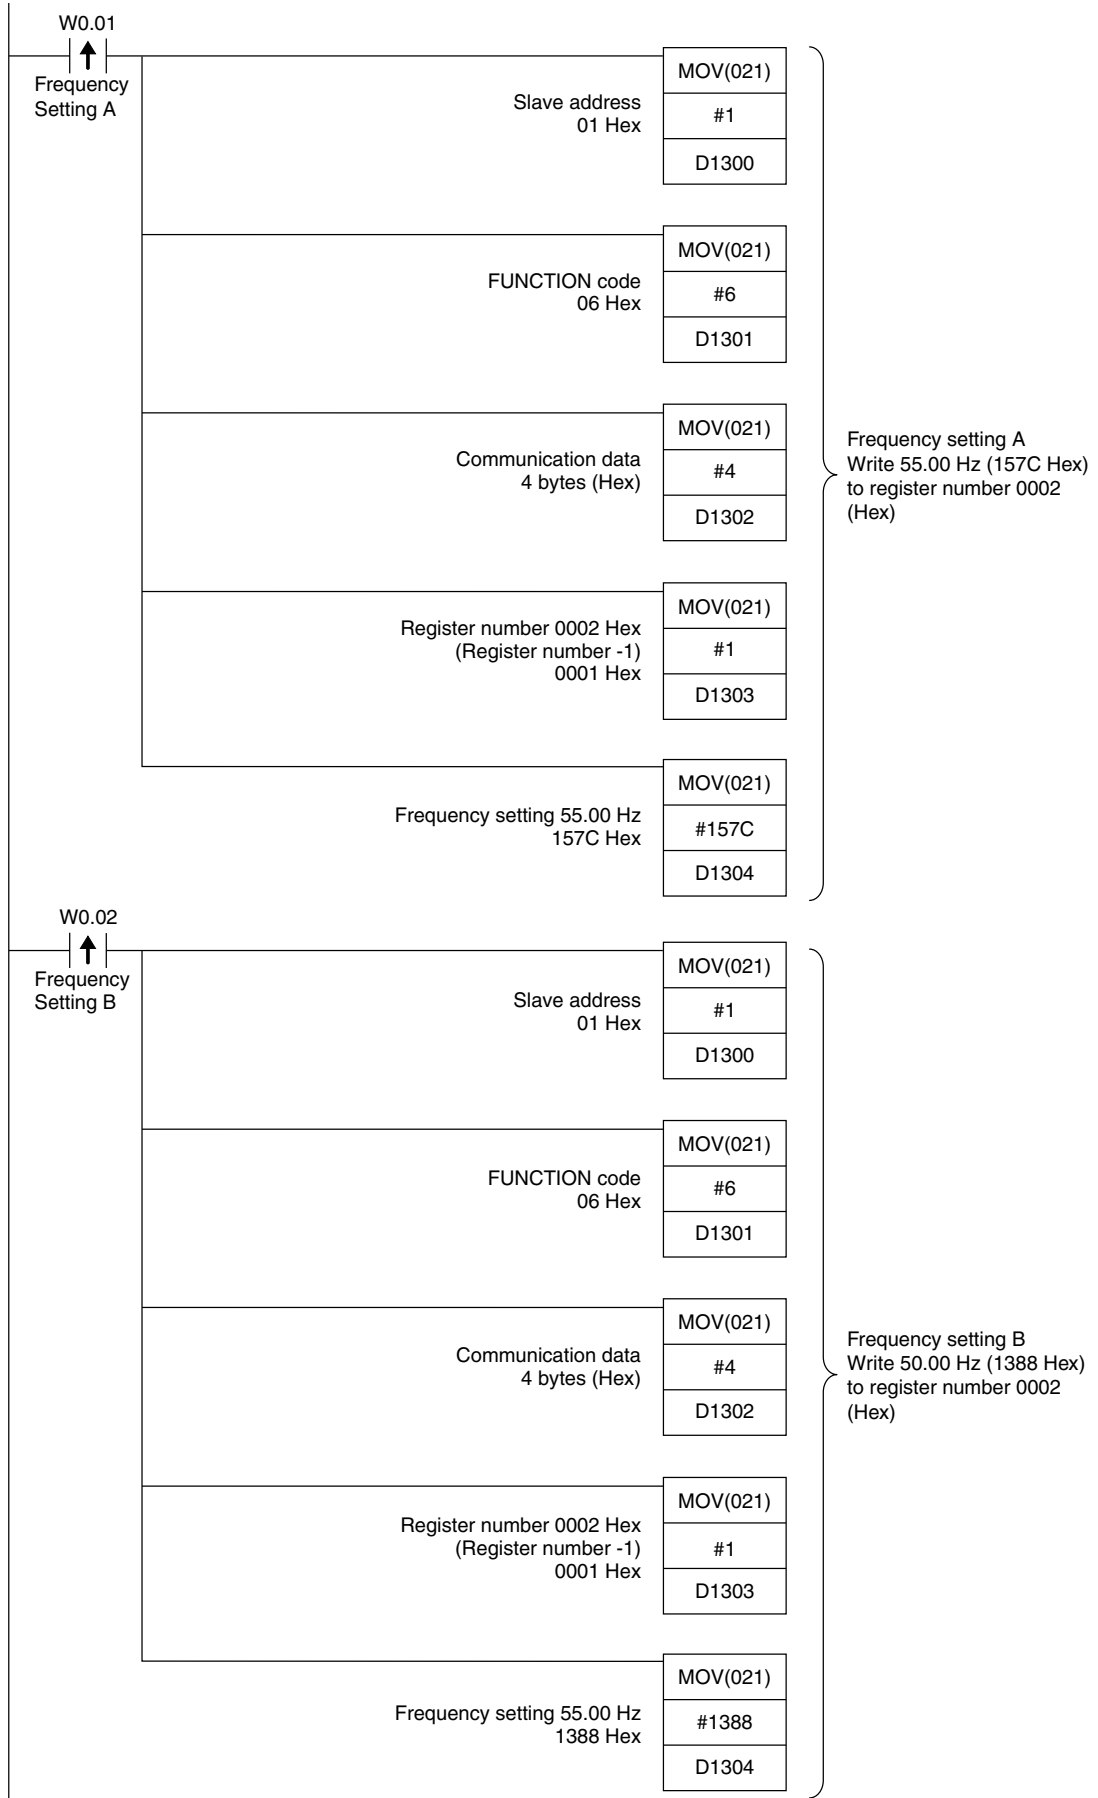 W0.01
Frequency
Setting A
Slave address
01 Hex
MOV(021)
#1
D1300
FUNCTION code
06 Hex
MOV(021)
#6
D1301
Communication data
4 bytes (Hex)
MOV(021)
#4
D1302
Register number 0002 Hex
(Register number -1)
0001 Hex
MOV(021)
#1
D1303
Frequency setting 55.00 Hz
157C Hex
MOV(021)
#157C
D1304
Frequency setting A
Write 55.00 Hz (157C Hex)
to register number 0002
(Hex)
W0.02
Frequency
Setting B
Slave address
01 Hex
MOV(021)
#1
D1300
FUNCTION code
06 Hex
MOV(021)
#6
D1301
Communication data
4 bytes (Hex)
MOV(021)
#4
D1302
Register number 0002 Hex
(Register number -1)
0001 Hex
MOV(021)
#1
D1303
Frequency setting 55.00 Hz
1388 Hex
MOV(021)
#1388
D1304
Frequency setting B
Write 50.00 Hz (1388 Hex)
to register number 0002
(Hex)